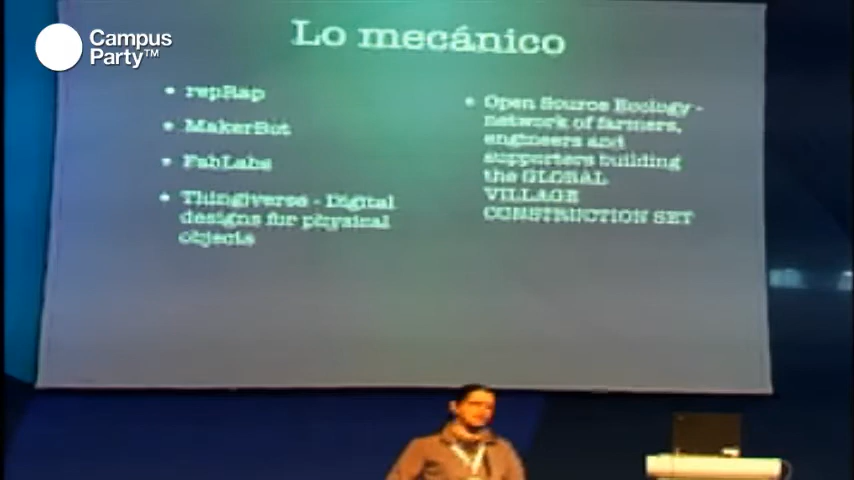 Campus
Party™
Lo mecánico
• repRap
• MakerBot
• FabLabs
• Thingiverse - Digital
designs for physical
objects
• Open Source Ecology -
network of farmers,
engineers and
supporters building
the GLOBAL
VILLAGE
CONSTRUCTION SET